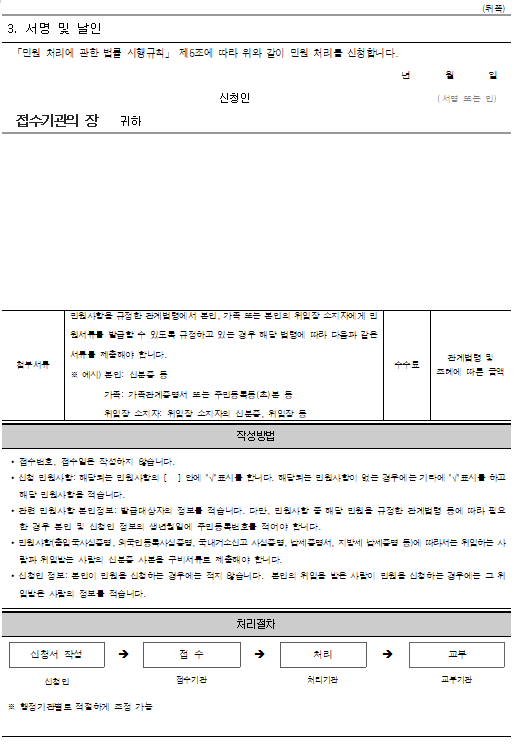 (뒤쪽)
3. 서명 및 날인
「민원 처리에 관한 법률 시행규칙」 제6조에 따라 위와 같이 민원 처리를 신청합니다.
년 월 일
신청인 (서명 또는 인)
접수기관의 장 귀하
민원사항을 규정한 관계법령에서 본인, 가족 또는 본인의 위임장 소지자에게 민
원서류를 발급할 수 있도록 규정하고 있는 경우 해당 법령에 따라 다음과 같은
서류를 제출해야 합니다.
첨부서류
※ 예시) 본인: 신분증 등
가족: 가족관계증명서 또는 주민등록등(초)본 등
위임장 소지자: 위임장 소지자의 신분증, 위임장 등
수수료
관계법령 및
조례에 따른 금액
작성방법
• 접수번호, 접수일은 작성하지 않습니다.
• 신청 민원사항: 해당되는 민원사항의 [ ] 안에 "√"표시를 합니다. 해당되는 민원사항이 없는 경우에는 기타에 "√"표시를 하고
해당 민원사항을 적습니다.
• 관련 민원사항 본인정보: 발급대상자의 정보를 적습니다. 다만, 민원사항 중 해당 민원을 규정한 관계법령 등에 따라 필요
한 경우 본인 및 신청인 정보의 생년월일에 주민등록번호를 적어야 합니다.
• 민원사항(출입국사실증명, 외국인등록사실증명, 국내거소신고 사실증명, 납세증명서, 지방세 납세증명 등)에 따라서는 위임하는 사
람과 위임받는 사람의 신분증 사본을 구비서류로 제출해야 합니다.
• 신청인 정보: 본인이 민원을 신청하는 경우에는 적지 않습니다. 본인의 위임을 받은 사람이 민원을 신청하는 경우에는 그 위
임받은 사람의 정보를 적습니다.
처리절차
신청서 작성 ➔ 접 수 ➔ 처리 ➔ 교부
신청인 접수기관 처리기관 교부기관
※ 행정기관별로 적절하게 조정 가능